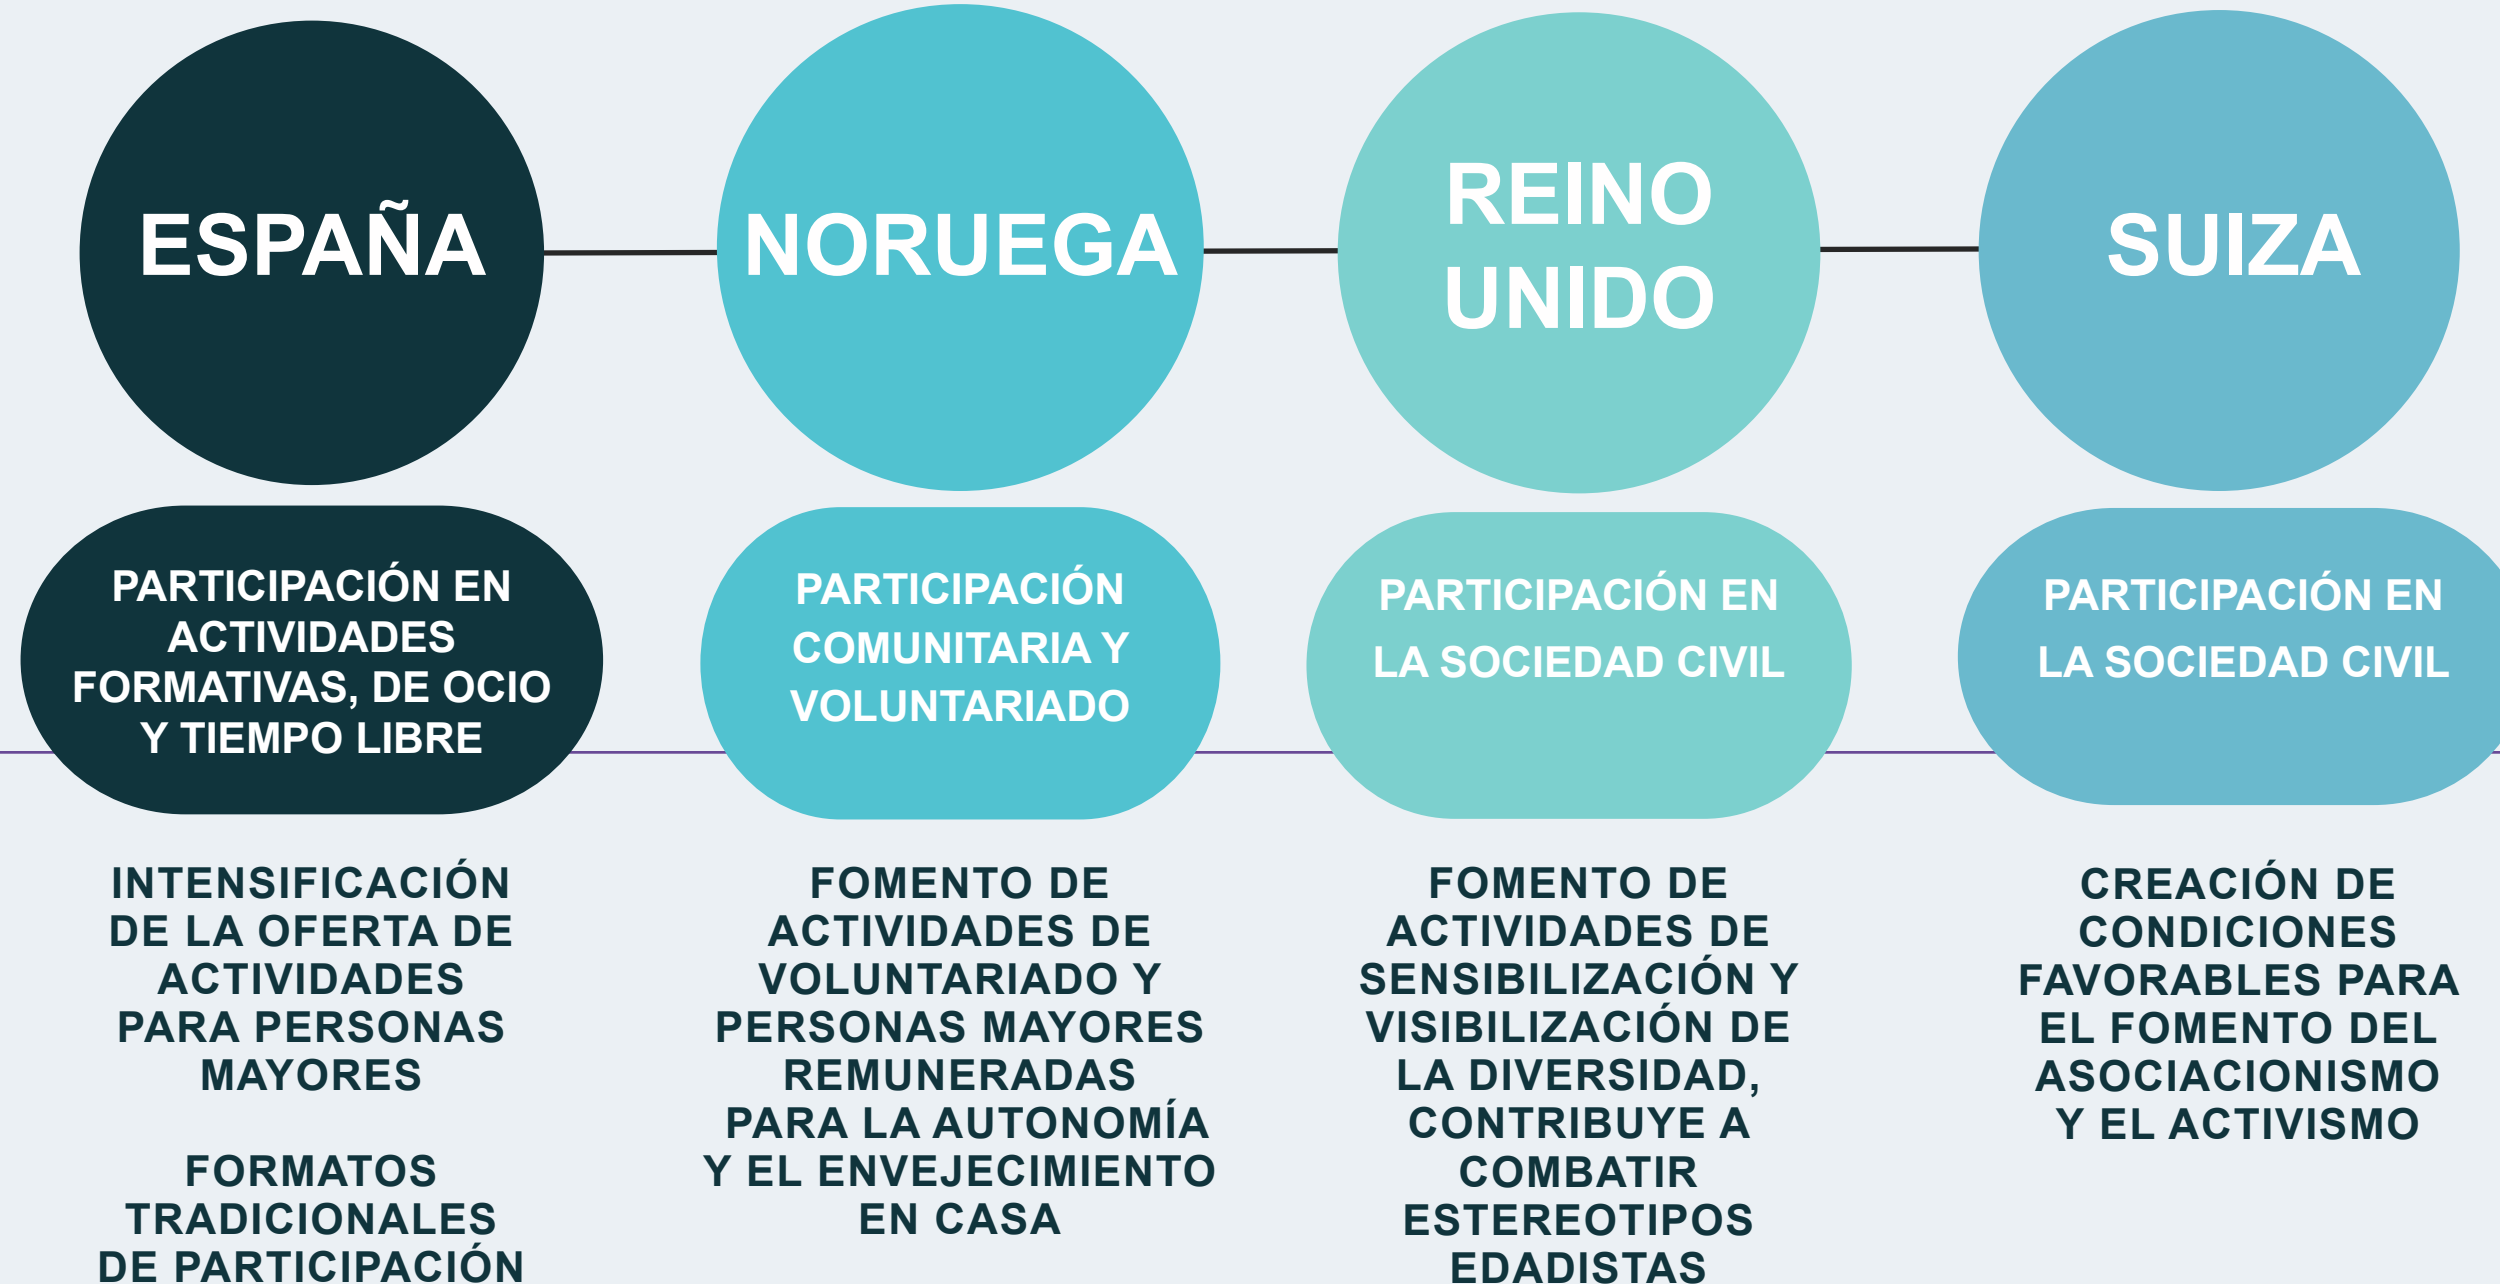 ESPAÑA
PARTICIPACIÓN EN
ACTIVIDADES
FORMATIVAS, DE OCIO
Y TIEMPO LIBRE
INTENSIFICACIÓN
DE LA OFERTA DE
ACTIVIDADES
PARA PERSONAS
MAYORES
FORMATOS
TRADICIONALES
DE PARTICIPACIÓN
NORUEGA
PARTICIPACIÓN
COMUNITARIA Y
VOLUNTARIADO
FOMENTO DE
ACTIVIDADES DE
VOLUNTARIADO Y
PERSONAS MAYORES
REMUNERADAS
PARA LA AUTONOMÍA
Y EL ENVEJECIMIENTO
EN CASA
REINO
UNIDO
PARTICIPACIÓN EN
LA SOCIEDAD CIVIL
FOMENTO DE
ACTIVIDADES DE
SENSIBILIZACIÓN Y
VISIBILIZACIÓN DE
LA DIVERSIDAD,
CONTRIBUYE A
COMBATIR
ESTEREOTIPOS
EDADISTAS
SUIZA
PARTICIPACIÓN EN
LA SOCIEDAD CIVIL
CREACIÓN DE
CONDICIONES
FAVORABLES PARA
EL FOMENTO DEL
ASOCIACIONISMO
Y EL ACTIVISMO